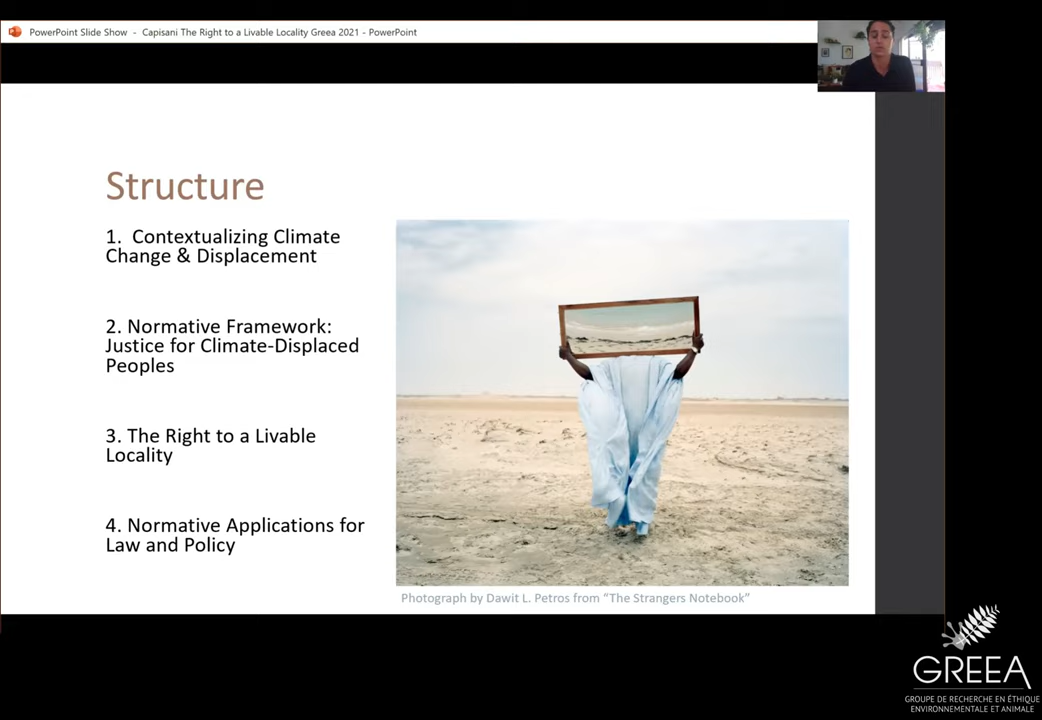 PowerPoint Slide Show - Capisani The Right to a Livable Locality Greea 2021 - PowerPoint
Structure
1. Contextualizing Climate
Change & Displacement
2. Normative Framework:
Justice for Climate-Displaced
Peoples
3. The Right to a Livable
Locality
4. Normative Applications for
Law and Policy
Photograph by Dawit L. Petros from “The Strangers Notebook”
GREEA
GROUPE DE RECHERCHE EN ÉTHIQUE
ENVIRONNEMENTALE ET ANIMALE